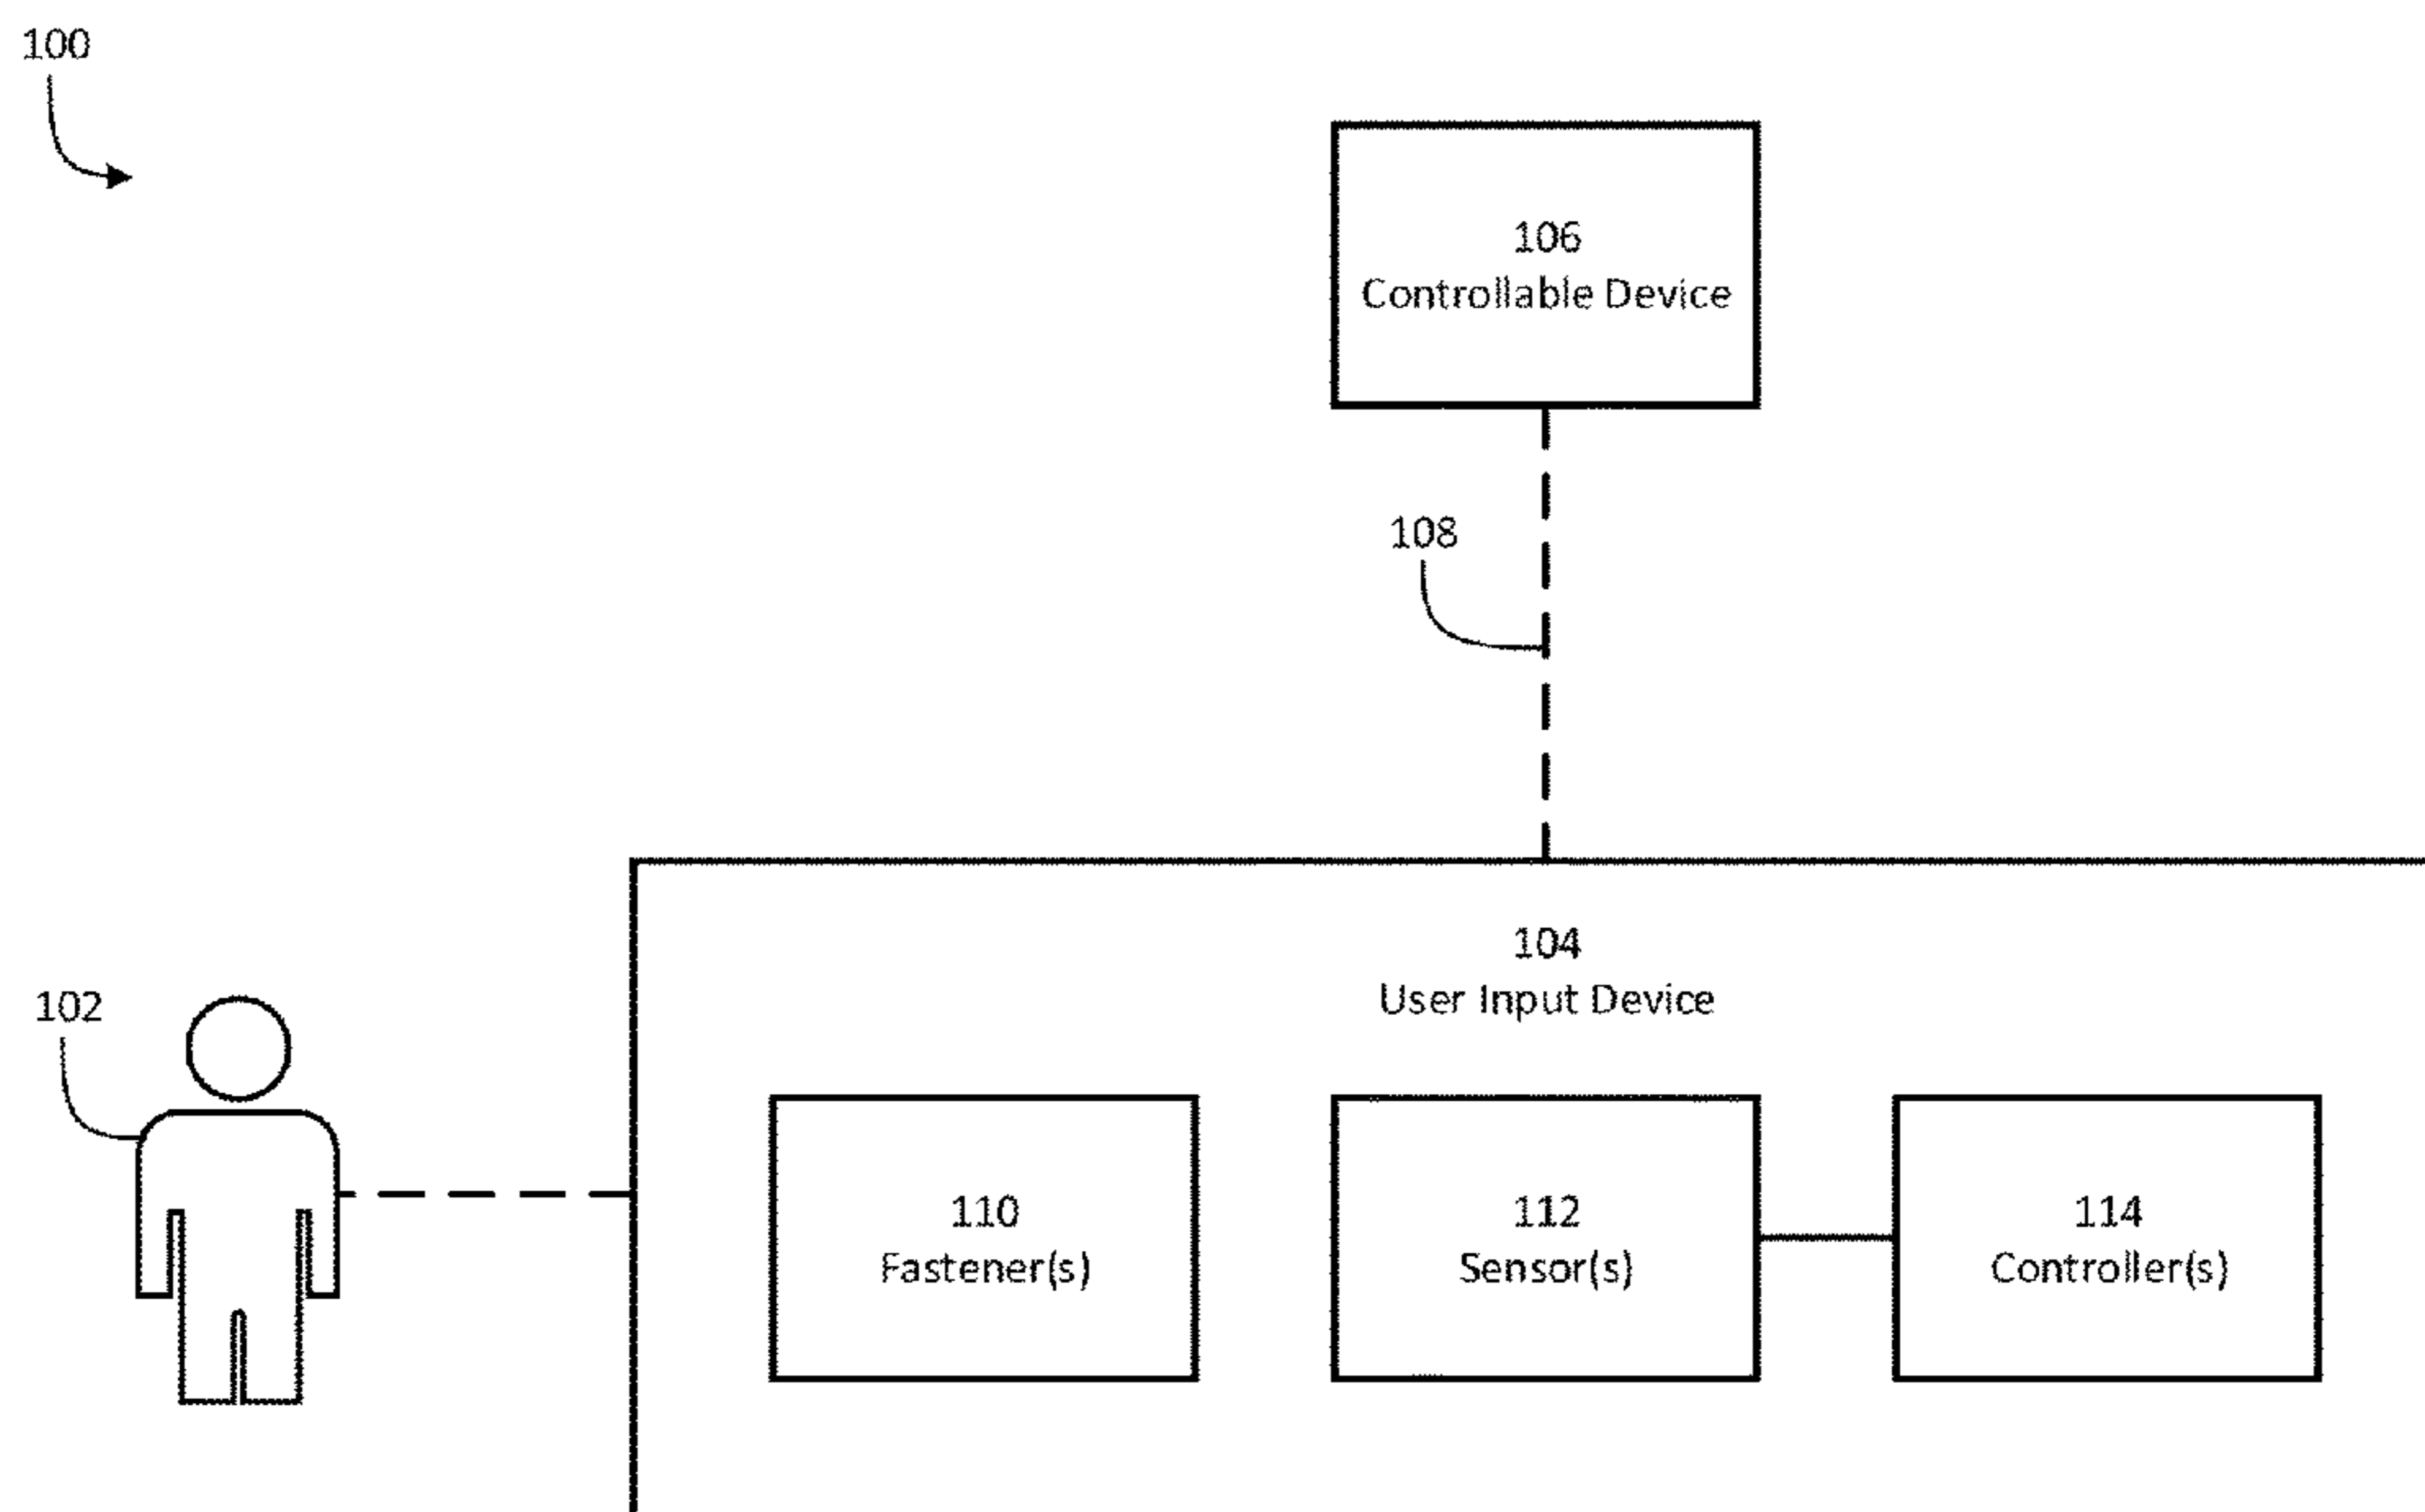 100
106
Controllable Device
108
104
User Input Device
102
110
Fastener(s)
112
Sensor(s)
114
Controller(s)